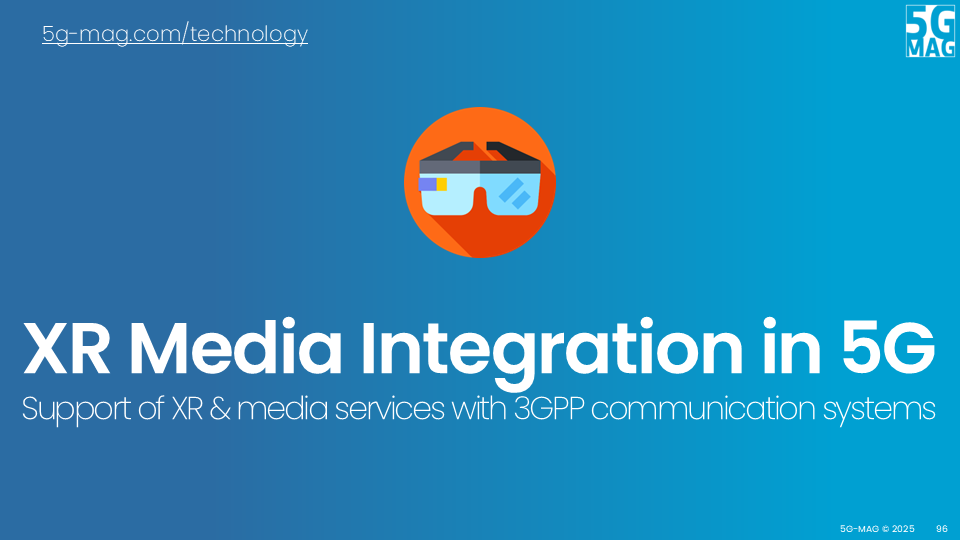 5g-mag.com/technology
5G
MAG
XR Media Integration in 5G
Support of XR & media services with 3GPP communication systems
5G-MAG © 2025 96